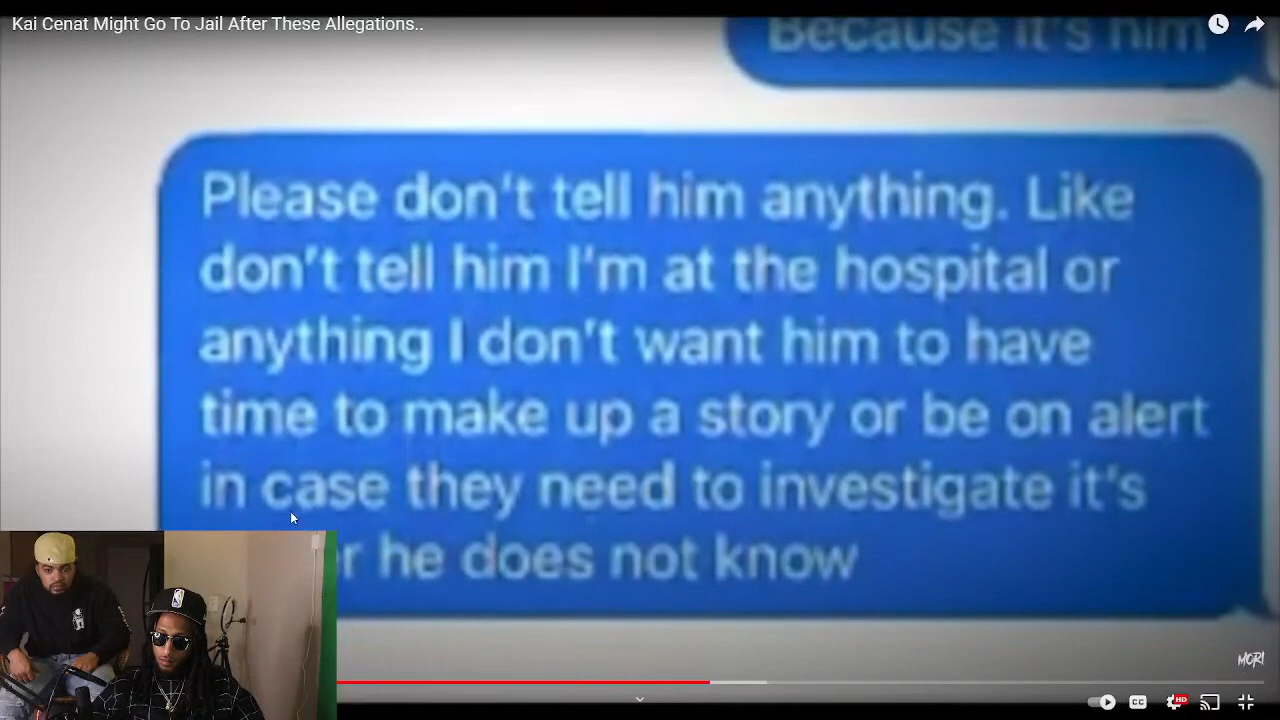 Kai Cenat Might Go To Jail After These Allegations..
Because it's him
Please don't tell him anything. Like
don't tell him I'm at the hospital or
anything I don't want him to have
time to make up a story or be on alert
in case they need to investigate it's
he does not know
MORI
CC
HD